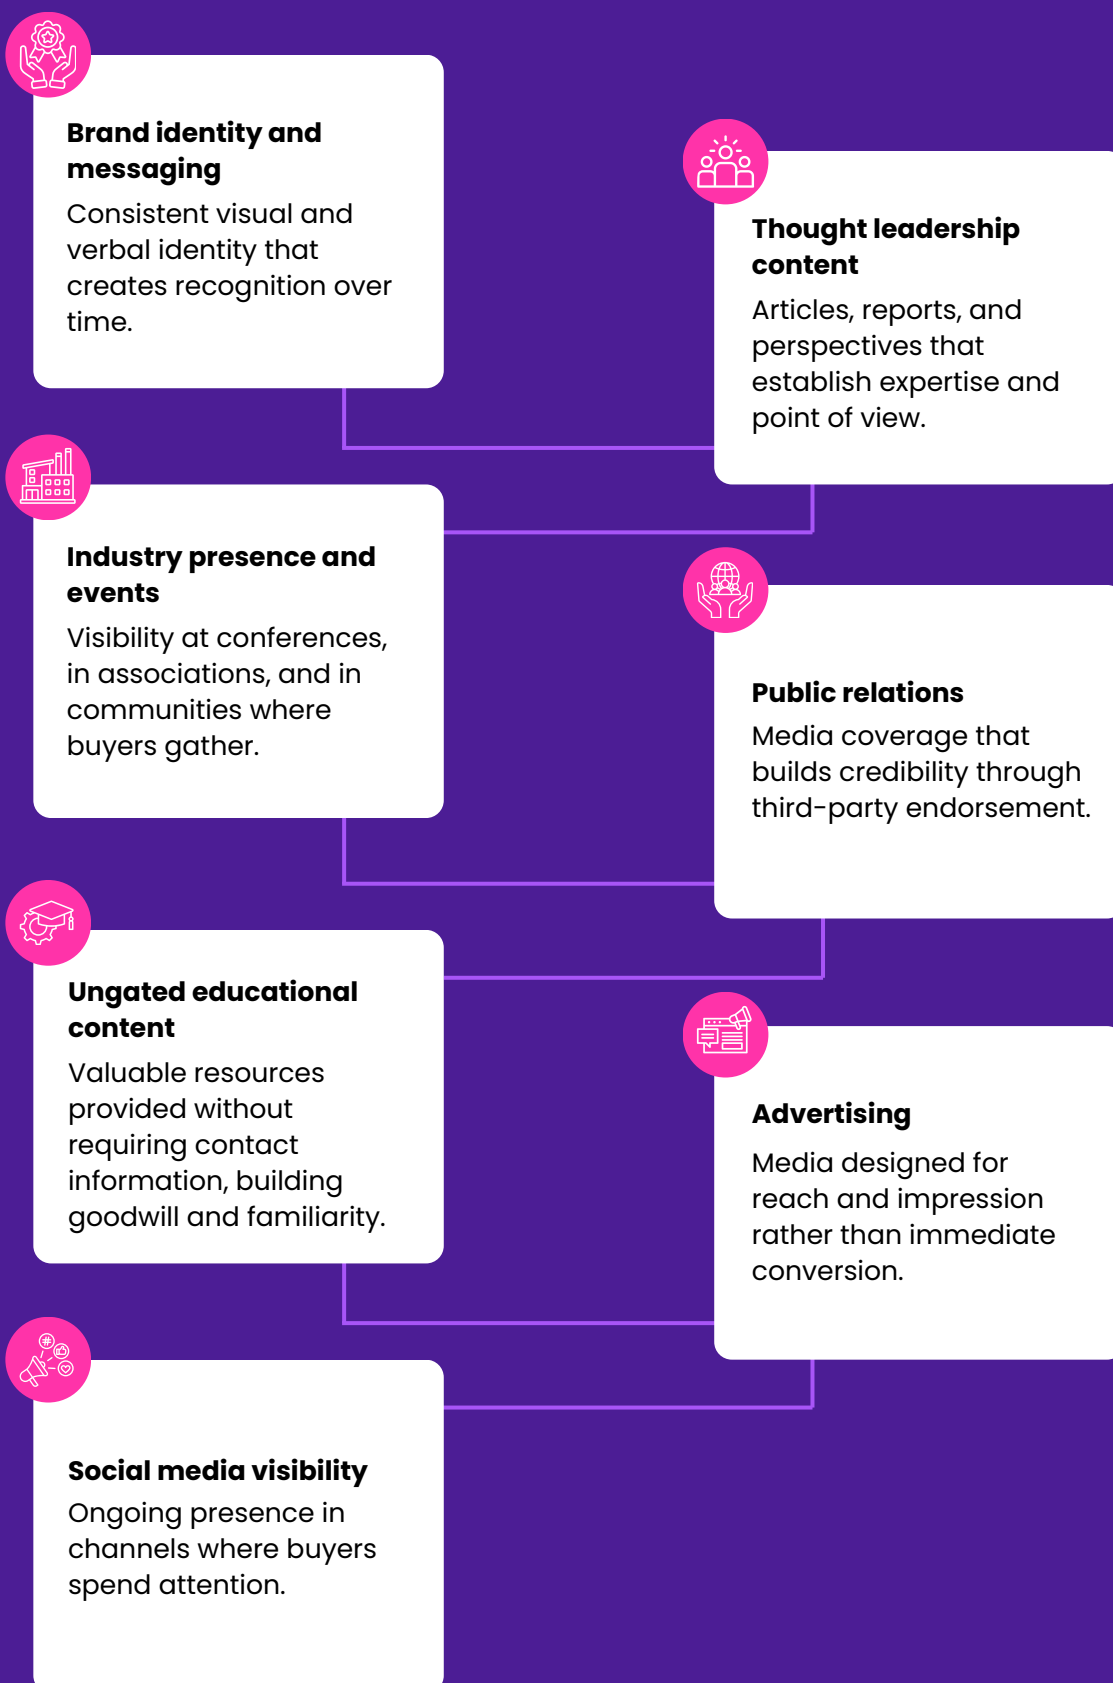 Brand identity and
messaging
Consistent visual and
verbal identity that
creates recognition over
time.
Thought leadership
content
Articles, reports, and
perspectives that
establish expertise and
point of view.
Industry presence and
events
Visibility at conferences,
in associations, and in
communities where
buyers gather.
Public relations
Media coverage that
builds credibility through
third-party endorsement.
Ungated educational
content
Valuable resources
provided without
requiring contact
information, building
goodwill and familiarity.
Advertising
Media designed for
reach and impression
rather than immediate
conversion.
Social media visibility
Ongoing presence in
channels where buyers
spend attention.